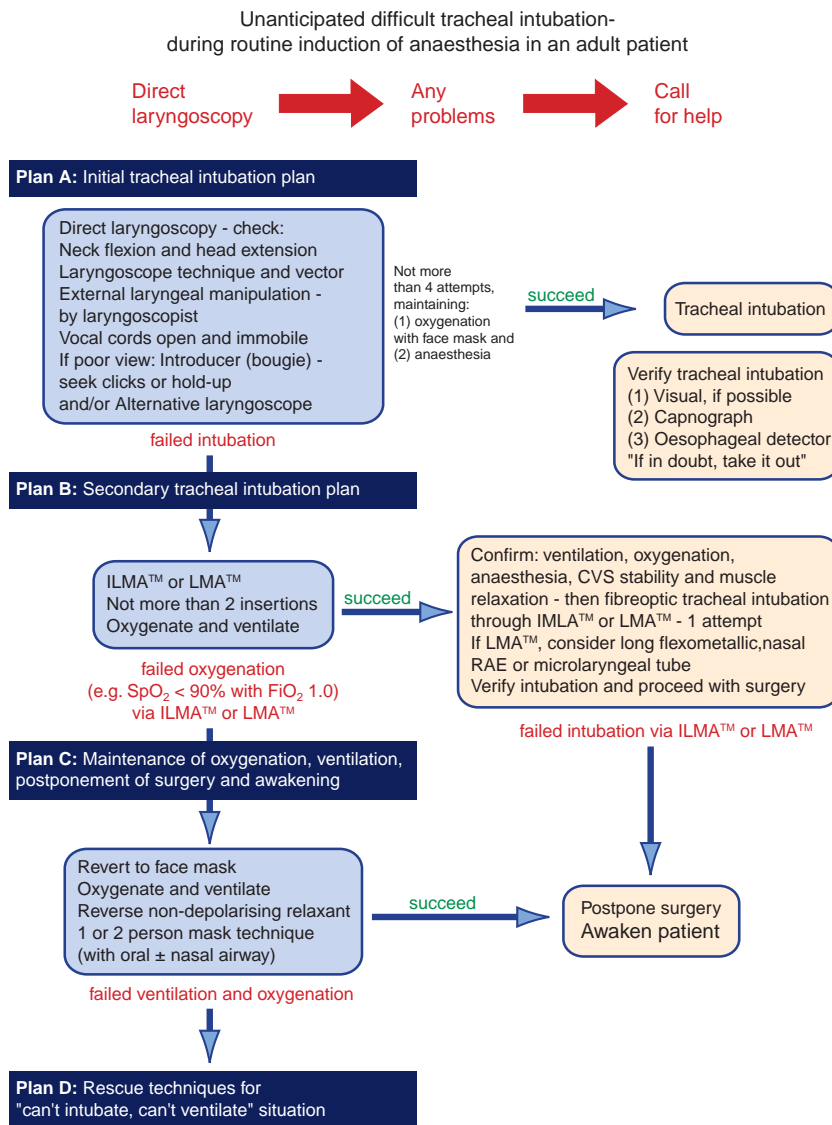 Unanticipated difficult tracheal intubation-
during routine induction of anaesthesia in an adult patient
Direct
laryngoscopy
Any
problems
Call
for help
Plan A: Initial tracheal intubation plan
Direct laryngoscopy - check:
Neck flexion and head extension
Laryngoscope technique and vector
External laryngeal manipulation -
by laryngoscopist
Vocal cords open and immobile
If poor view: Introducer (bougie) -
seek clicks or hold-up
and/or Alternative laryngoscope
Not more
than 4 attempts,
maintaining:
(1) oxygenation
with face mask and
(2) anaesthesia
succeed
Tracheal intubation
Verify tracheal intubation
(1) Visual, if possible
(2) Capnograph
(3) Oesophageal detector
"If in doubt, take it out"
failed intubation
Plan B: Secondary tracheal intubation plan
ILMA™ or LMA™
Not more than 2 insertions
Oxygenate and ventilate
succeed
Confirm: ventilation, oxygenation,
anaesthesia, CVS stability and muscle
relaxation - then fibreoptic tracheal intubation
through IMLA™ or LMA™ - 1 attempt
If LMA™, consider long flexometallic,nasal
RAE or microlaryngeal tube
Verify intubation and proceed with surgery
failed oxygenation
(e.g. SpO₂ < 90% with FiO₂ 1.0)
via ILMA™ or LMA™
failed intubation via ILMA™ or LMA™
Plan C: Maintenance of oxygenation, ventilation,
postponement of surgery and awakening
Revert to face mask
Oxygenate and ventilate
Reverse non-depolarising relaxant
1 or 2 person mask technique
(with oral ± nasal airway)
succeed
Postpone surgery
Awaken patient
failed ventilation and oxygenation
Plan D: Rescue techniques for
"can't intubate, can't ventilate" situation